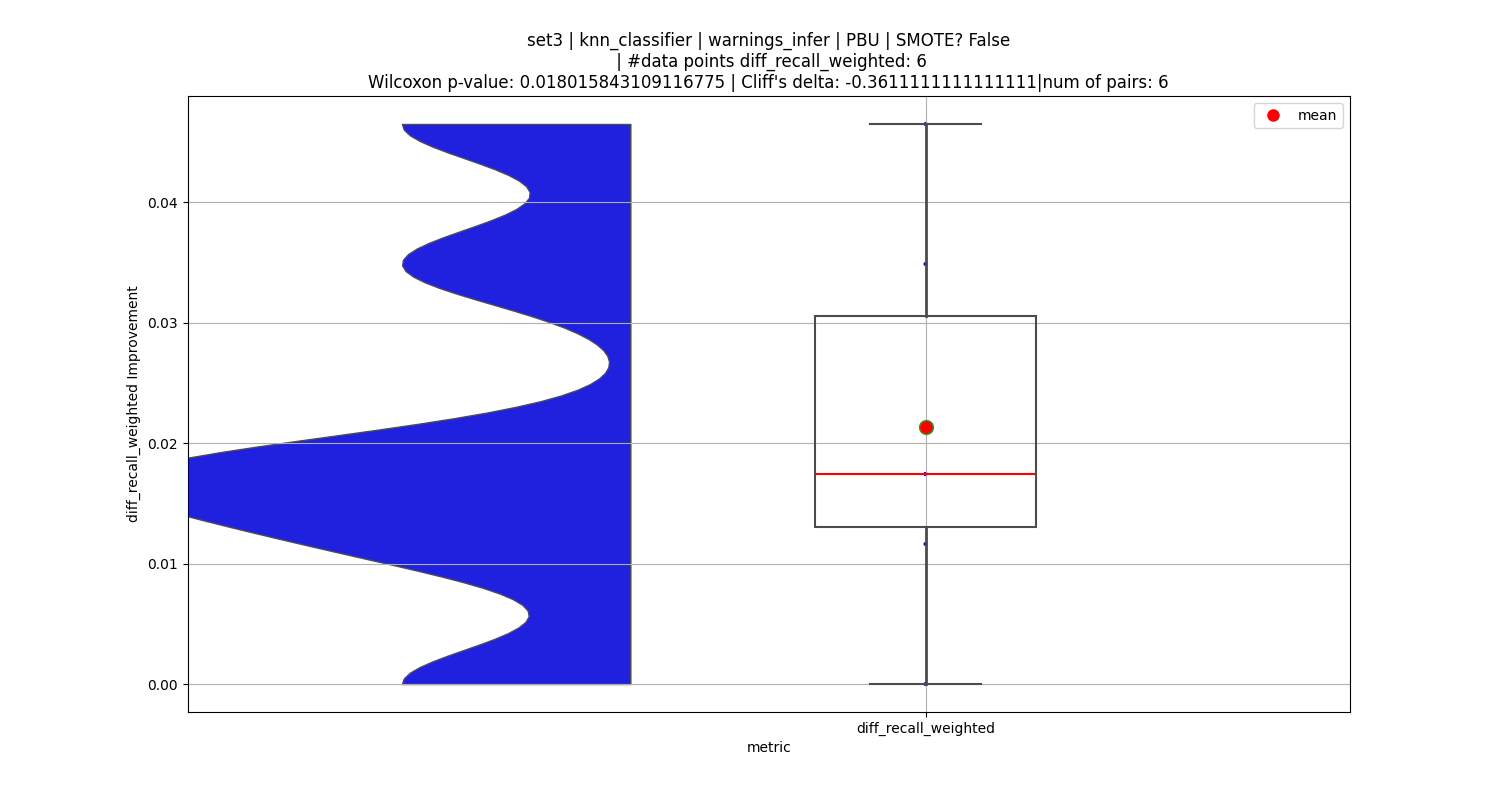 set3 | knn_classifier | warnings_infer | PBU | SMOTE? False
| #data points diff_recall_weighted: 6
Wilcoxon p-value: 0.018015843109116775 | Cliff's delta: -0.3611111111111111|num of pairs: 6
mean
diff_recall_weighted Improvement
0.04
0.03
0.02
0.01
0.00
diff_recall_weighted
metric